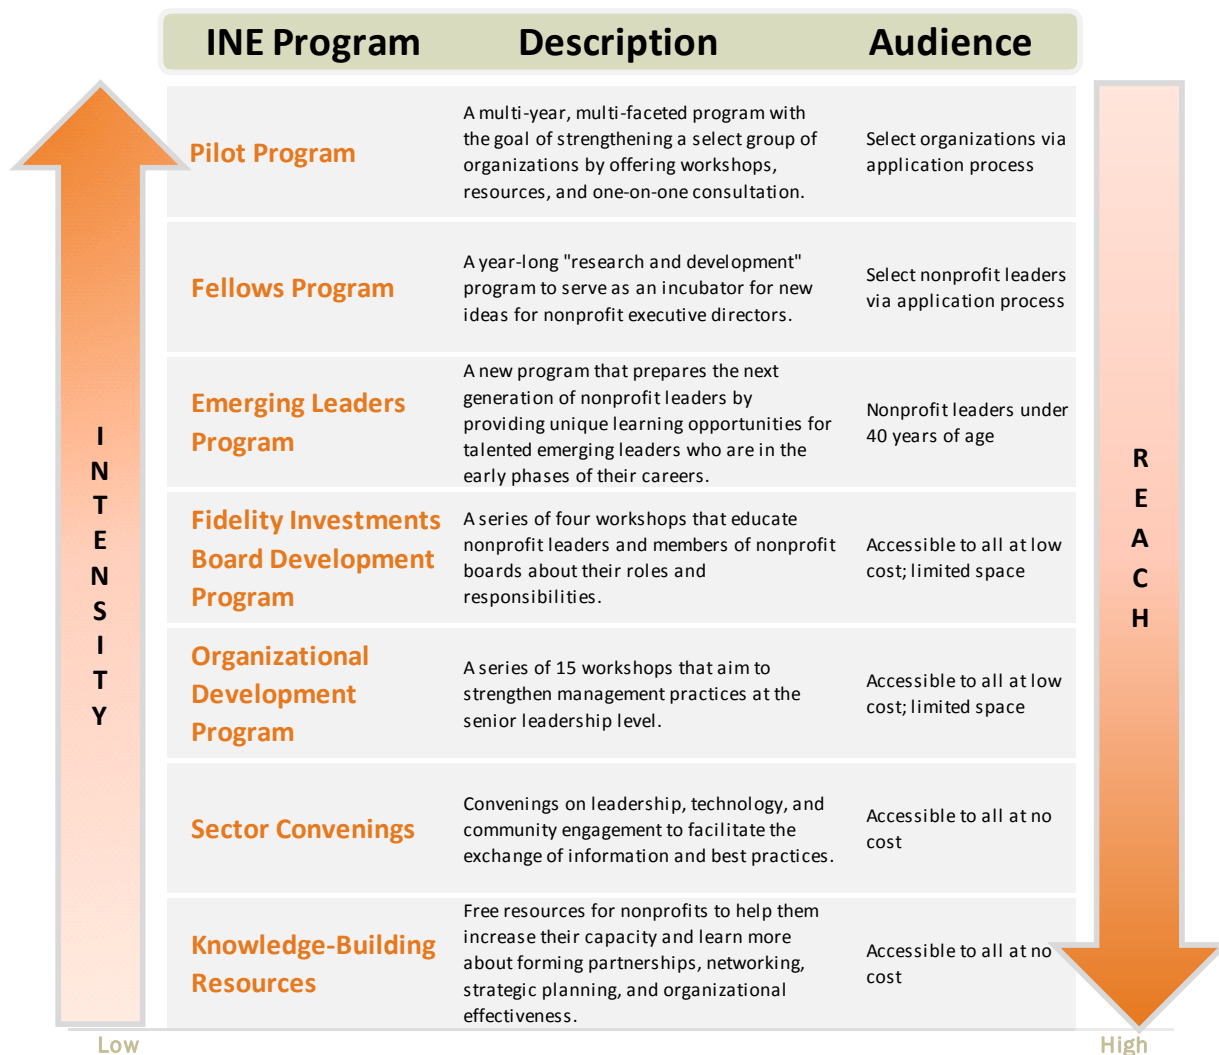 INE Program Description Audience
Pilot Program
A multi-year, multi-faceted program with
the goal of strengthening a select group of
organizations by offering workshops,
resources, and one-on-one consultation.
Select organizations via
application process
Fellows Program
A year-long "research and development"
program to serve as an incubator for new
ideas for nonprofit executive directors.
Select nonprofit leaders
via application process
Emerging Leaders
Program
A new program that prepares the next
generation of nonprofit leaders by
providing unique learning opportunities for
talented emerging leaders who are in the
early phases of their careers.
Nonprofit leaders under
40 years of age
Fidelity Investments
Board Development
Program
A series of four workshops that educate
nonprofit leaders and members of nonprofit
boards about their roles and
responsibilities.
Accessible to all at low
cost; limited space
Organizational
Development
Program
A series of 15 workshops that aim to
strengthen management practices at the
senior leadership level.
Accessible to all at low
cost; limited space
Sector Convenings
Convenings on leadership, technology, and
community engagement to facilitate the
exchange of information and best practices.
Accessible to all at no
cost
Knowledge-Building
Resources
Free resources for nonprofits to help them
increase their capacity and learn more
about forming partnerships, networking,
strategic planning, and organizational
effectiveness.
Accessible to all at no
cost
INTENSITY
REACH
Low
High